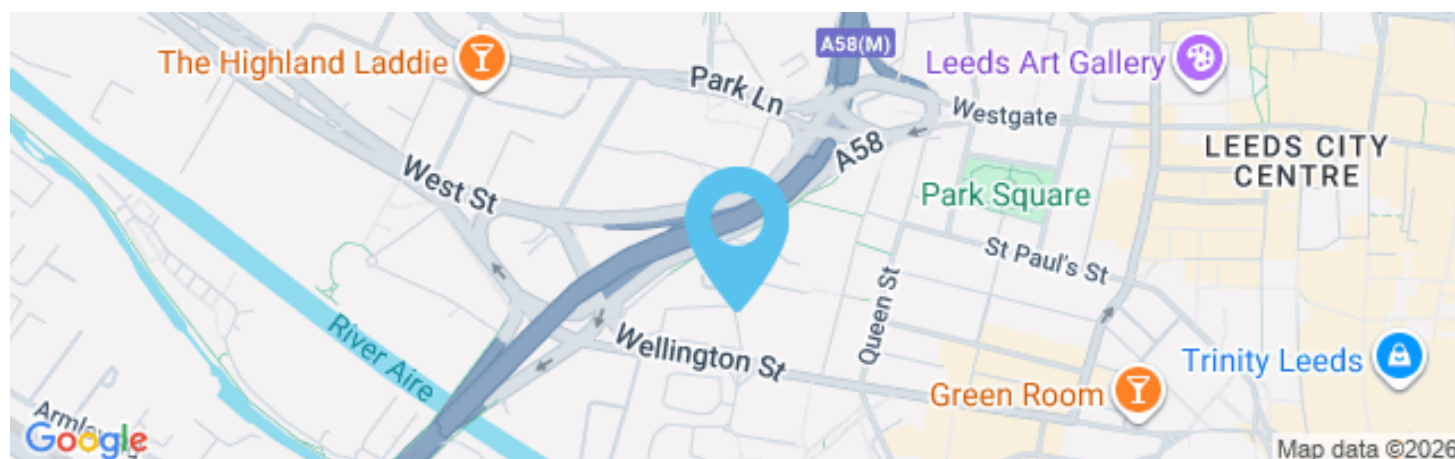 The Highland Laddie
A58(M)
Park Ln
Leeds Art Gallery
Westgate
A58
LEEDS CITY
CENTRE
West St
Park Square
St Paul's St
Queen St
River Aire
Wellington St
Trinity Leeds
Green Room
Google
Map data ©2026